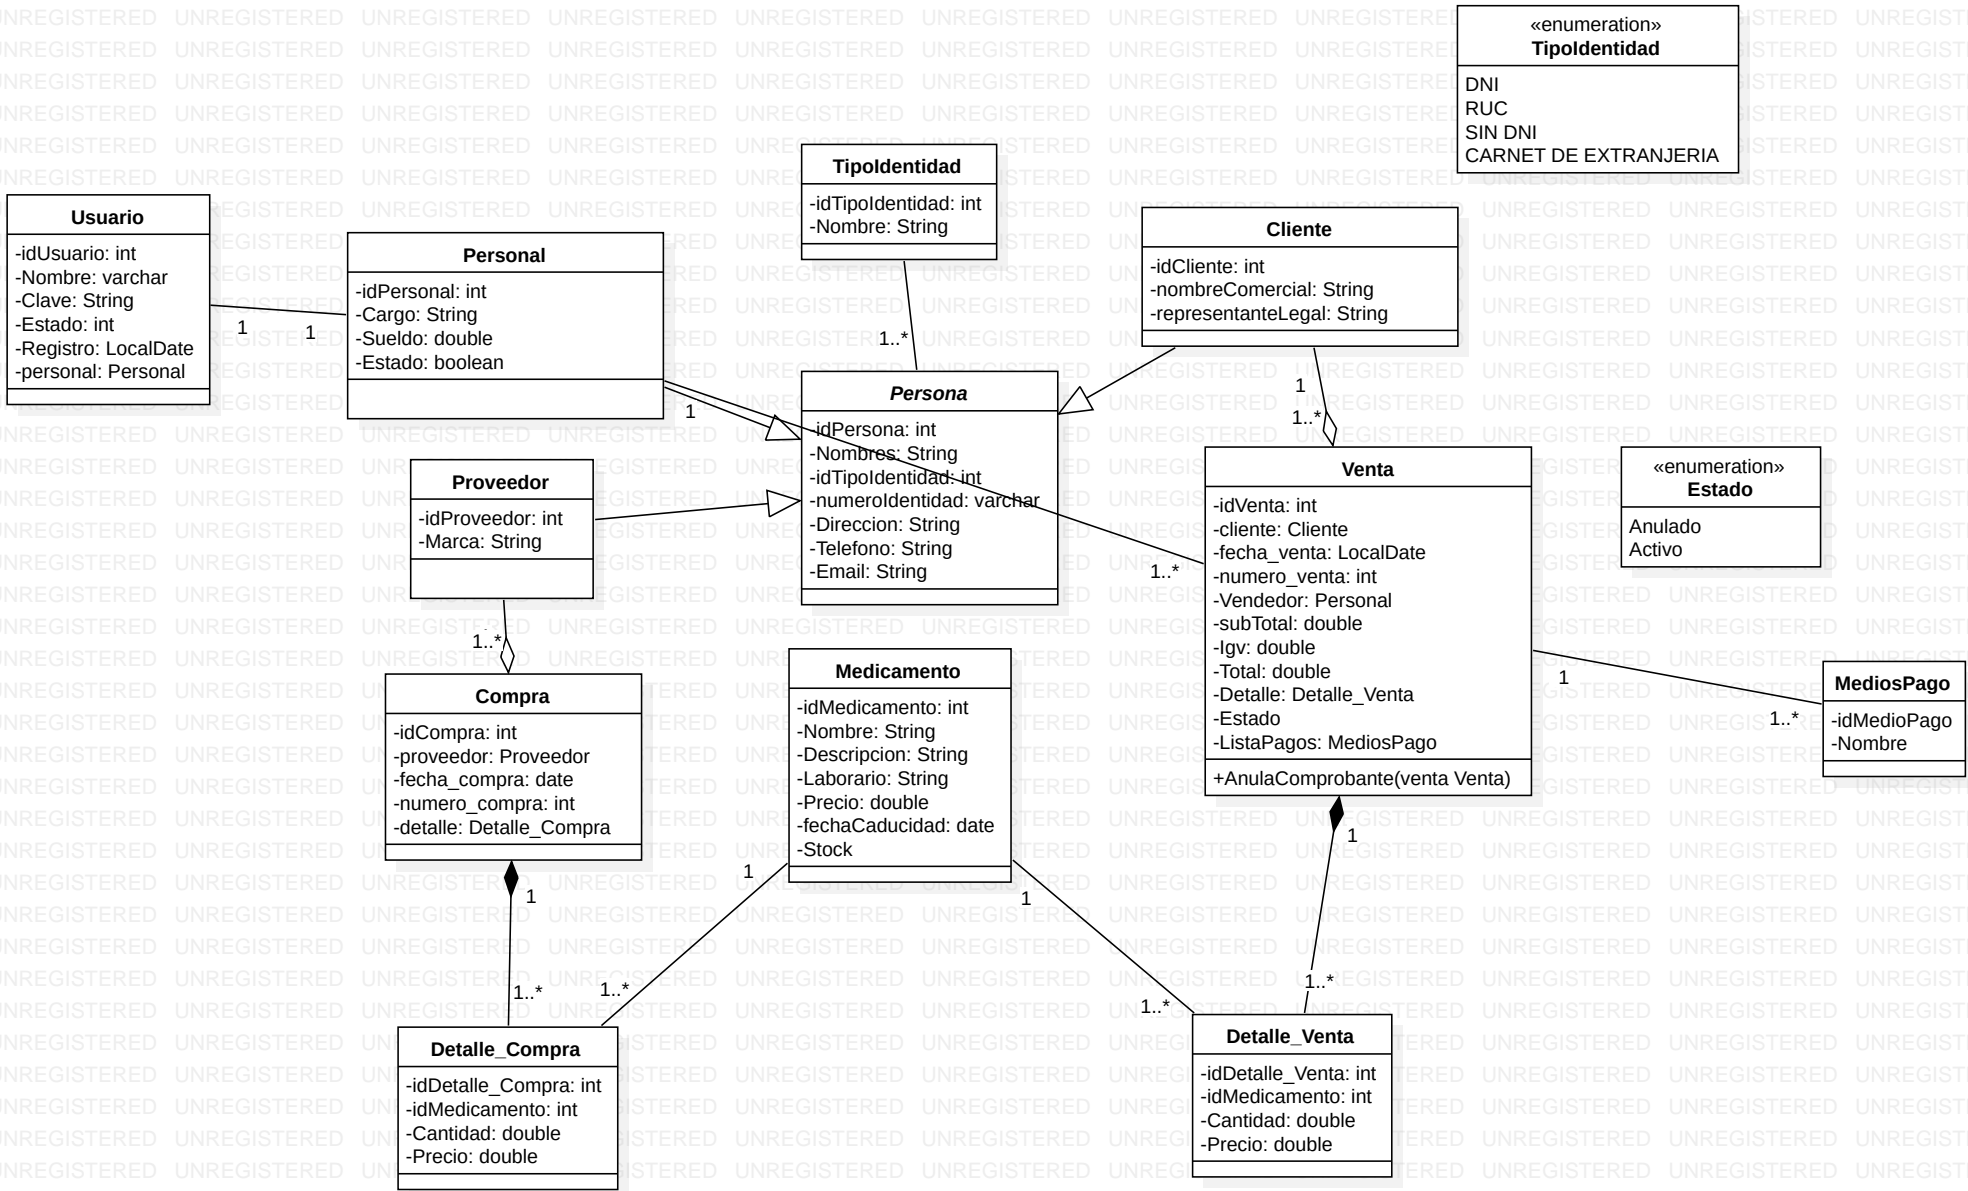 «enumeration»
TipoIdentidad
DNI
RUC
SIN DNI
CARNET DE EXTRANJERIA
TipoIdentidad
-idTipoIdentidad: int
-Nombre: String
Usuario
-idUsuario: int
-Nombre: varchar
-Clave: String
-Estado: int
-Registro: LocalDate
-personal: Personal
1
1
Personal
-idPersonal: int
-Cargo: String
-Sueldo: double
-Estado: boolean
1
Cliente
-idCliente: int
-nombreComercial: String
-representanteLegal: String
1..*
1
1..*
Persona
-idPersona: int
-Nombres: String
-idTipoIdentidad: int
-numeroIdentidad: varchar
-Direccion: String
-Telefono: String
-Email: String
Proveedor
-idProveedor: int
-Marca: String
1..*
1..*
Venta
-idVenta: int
-cliente: Cliente
-fecha_venta: LocalDate
-numero_venta: int
-Vendedor: Personal
-subTotal: double
-Igv: double
-Total: double
-Detalle: Detalle_Venta
-Estado
-ListaPagos: MediosPago
+AnulaComprobante(venta Venta)
«enumeration»
Estado
Anulado
Activo
1
1..*
MediosPago
-idMedioPago
-Nombre
Compra
-idCompra: int
-proveedor: Proveedor
-fecha_compra: date
-numero_compra: int
-detalle: Detalle_Compra
Medicamento
-idMedicamento: int
-Nombre: String
-Descripcion: String
-Laborario: String
-Precio: double
-fechaCaducidad: date
-Stock
1
1
1
1
1..*
1..*
1..*
1..*
Detalle_Compra
-idDetalle_Compra: int
-idMedicamento: int
-Cantidad: double
-Precio: double
Detalle_Venta
-idDetalle_Venta: int
-idMedicamento: int
-Cantidad: double
-Precio: double
UNREGISTERED